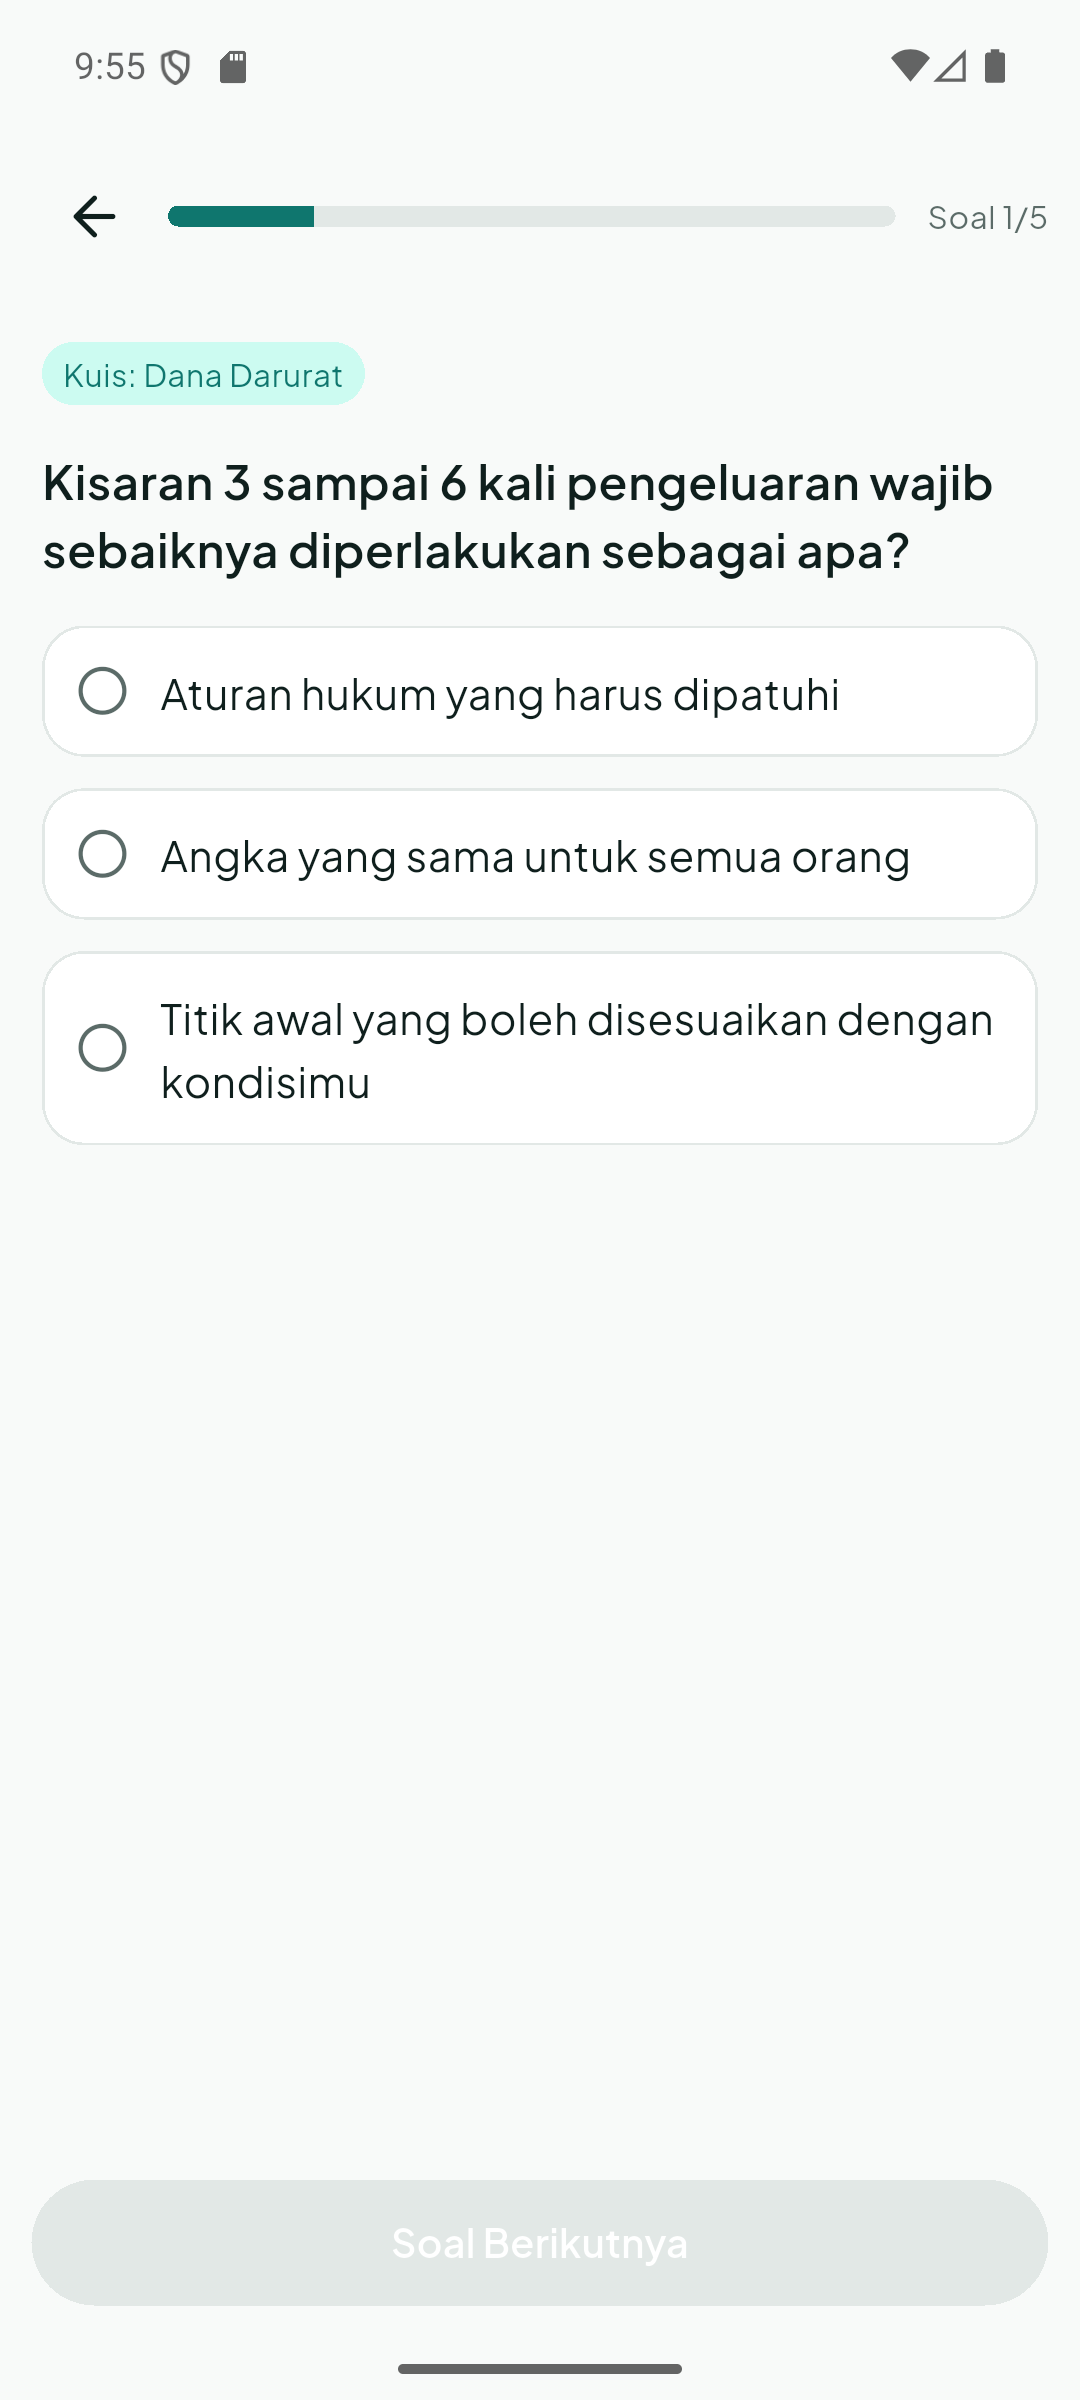 9:55
Soal 1/5
Kuis: Dana Darurat
Kisaran 3 sampai 6 kali pengeluaran wajib
sebaiknya diperlakukan sebagai apa?
Aturan hukum yang harus dipatuhi
Angka yang sama untuk semua orang
Titik awal yang boleh disesuaikan dengan
kondisimu
Soal Berikutnya